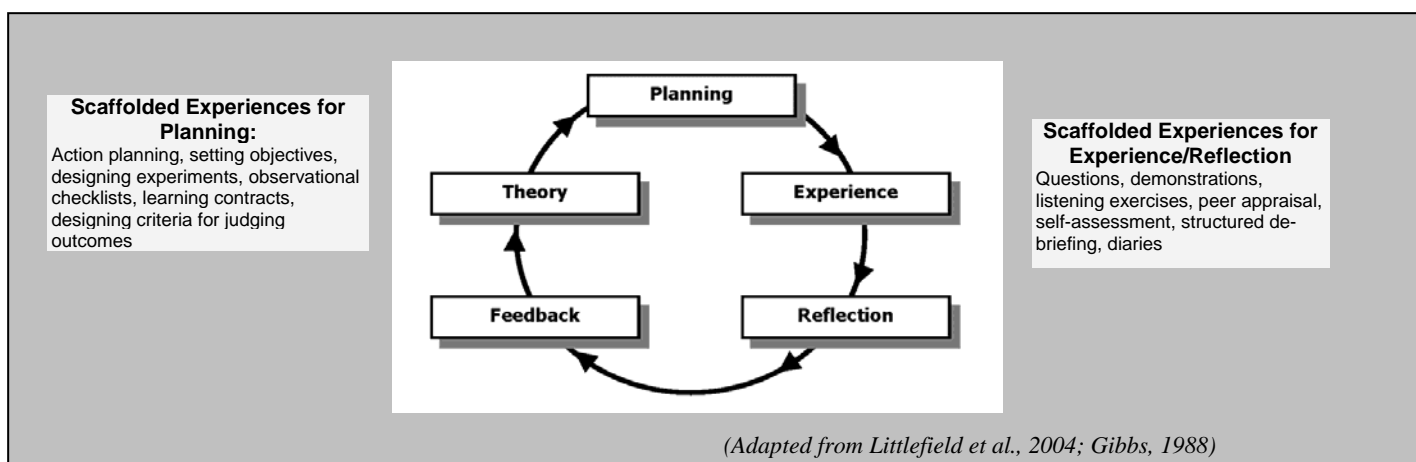 Scaffolded Experiences for
Planning:
Action planning, setting objectives,
designing experiments, observational
checklists, learning contracts,
designing criteria for judging
outcomes
Planning
Theory
Experience
Feedback
Reflection
Scaffolded Experiences for
Experience/Reflection
Questions, demonstrations,
listening exercises, peer appraisal,
self-assessment, structured de-
briefing, diaries
(Adapted from Littlefield et al., 2004; Gibbs, 1988)